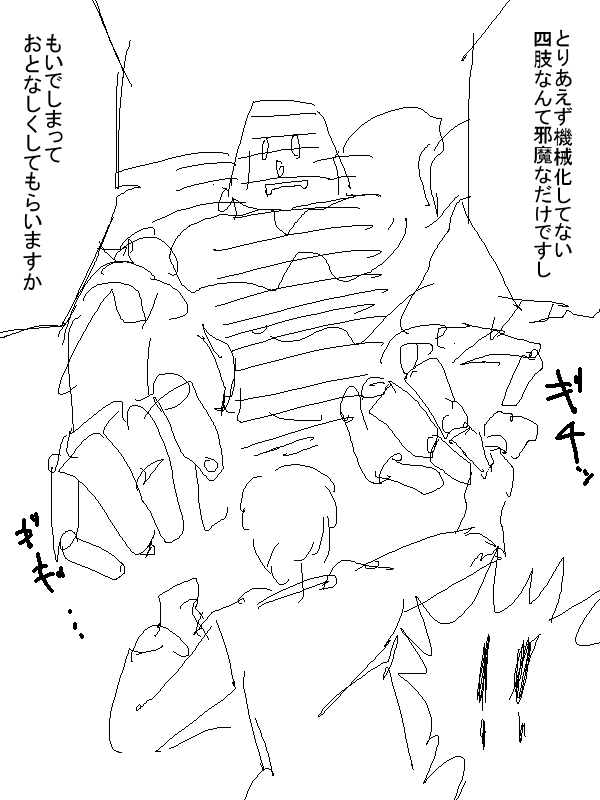 とりあえず機械化してない
四肢なんて邪魔なだけですし
もいでしまって
おとなしくしてもらいますか
ギチッ
ギギ…
!!